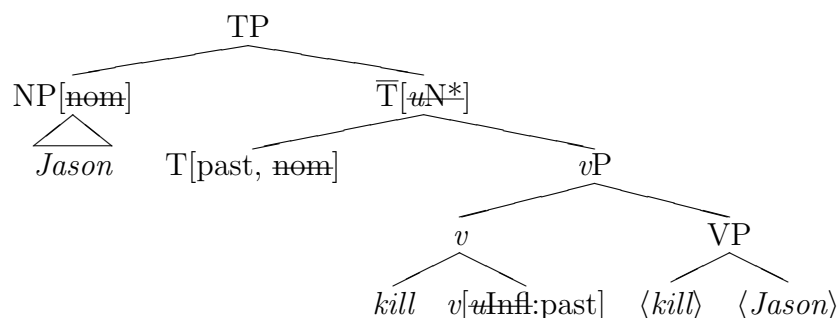 TP
NP[nom] T̅[uN*]
Jason T[past, nom] vP
v VP
kill v[uInfl:past] ⟨kill⟩ ⟨Jason⟩